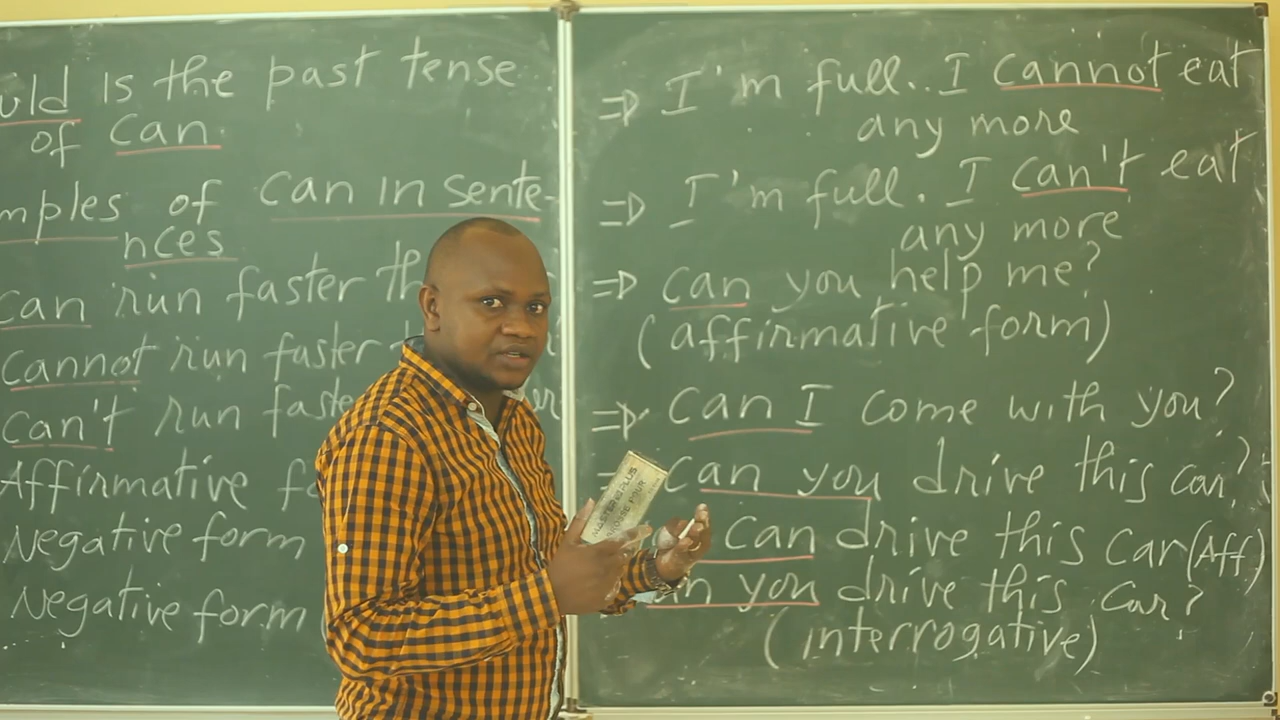 uld is the past tense
of can.
mples of can in sente-
nces
can run faster th
cannot run faster
can't run faste
Affirmative fo
Negative form
Negative form
⇒ I'm full.. I cannot eat
any more
⇒ I'm full. I can't eat
any more
⇒ can you help me?
(affirmative form)
⇒ can I come with you?
can you drive this car?
can drive this car (Aff)
n you drive this car?
(interrogative)